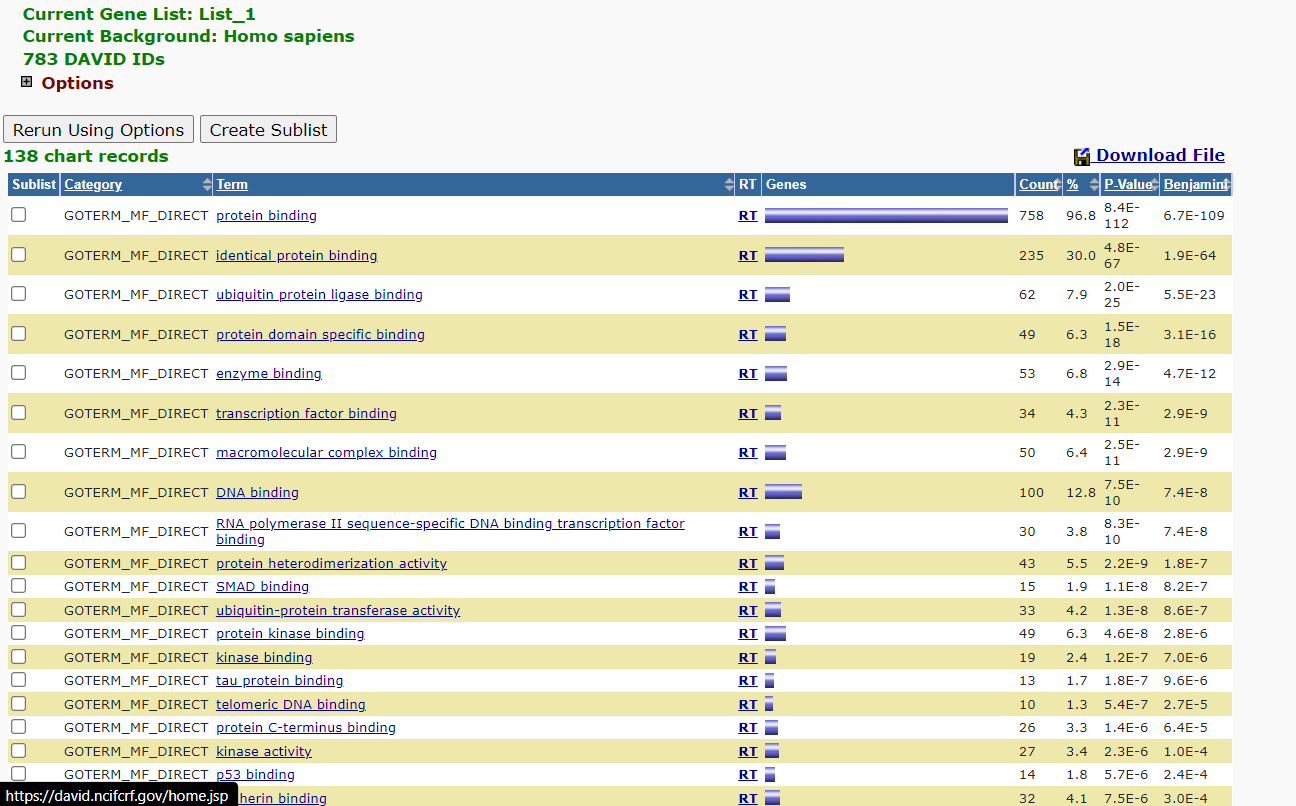 Current Gene List: List_1
Current Background: Homo sapiens
783 DAVID IDs
Options
Rerun Using Options Create Sublist
138 chart records
Download File
Sublist Category Term RT Genes Count % P-Value Benjamini
GOTERM_MF_DIRECT protein binding RT 758 96.8 8.4E-
112 6.7E-109
GOTERM_MF_DIRECT identical protein binding RT 235 30.0 4.8E-
67 1.9E-64
GOTERM_MF_DIRECT ubiquitin protein ligase binding RT 62 7.9 2.0E-
25 5.5E-23
GOTERM_MF_DIRECT protein domain specific binding RT 49 6.3 1.5E-
18 3.1E-16
GOTERM_MF_DIRECT enzyme binding RT 53 6.8 2.9E-
14 4.7E-12
GOTERM_MF_DIRECT transcription factor binding RT 34 4.3 2.3E-
11 2.9E-9
GOTERM_MF_DIRECT macromolecular complex binding RT 50 6.4 2.5E-
11 2.9E-9
GOTERM_MF_DIRECT DNA binding RT 100 12.8 7.5E-
10 7.4E-8
GOTERM_MF_DIRECT RNA polymerase II sequence-specific DNA binding transcription factor
binding RT 30 3.8 8.3E-
10 7.4E-8
GOTERM_MF_DIRECT protein heterodimerization activity RT 43 5.5 2.2E-9 1.8E-7
GOTERM_MF_DIRECT SMAD binding RT 15 1.9 1.1E-8 8.2E-7
GOTERM_MF_DIRECT ubiquitin-protein transferase activity RT 33 4.2 1.3E-8 8.6E-7
GOTERM_MF_DIRECT protein kinase binding RT 49 6.3 4.6E-8 2.8E-6
GOTERM_MF_DIRECT kinase binding RT 19 2.4 1.2E-7 7.0E-6
GOTERM_MF_DIRECT tau protein binding RT 13 1.7 1.8E-7 9.6E-6
GOTERM_MF_DIRECT telomeric DNA binding RT 10 1.3 5.4E-7 2.7E-5
GOTERM_MF_DIRECT protein C-terminus binding RT 26 3.3 1.4E-6 6.4E-5
GOTERM_MF_DIRECT kinase activity RT 27 3.4 2.3E-6 1.0E-4
GOTERM_MF_DIRECT p53 binding RT 14 1.8 5.7E-6 2.4E-4
herin binding RT 32 4.1 7.5E-6 3.0E-4
https://david.ncifcrf.gov/home.jsp